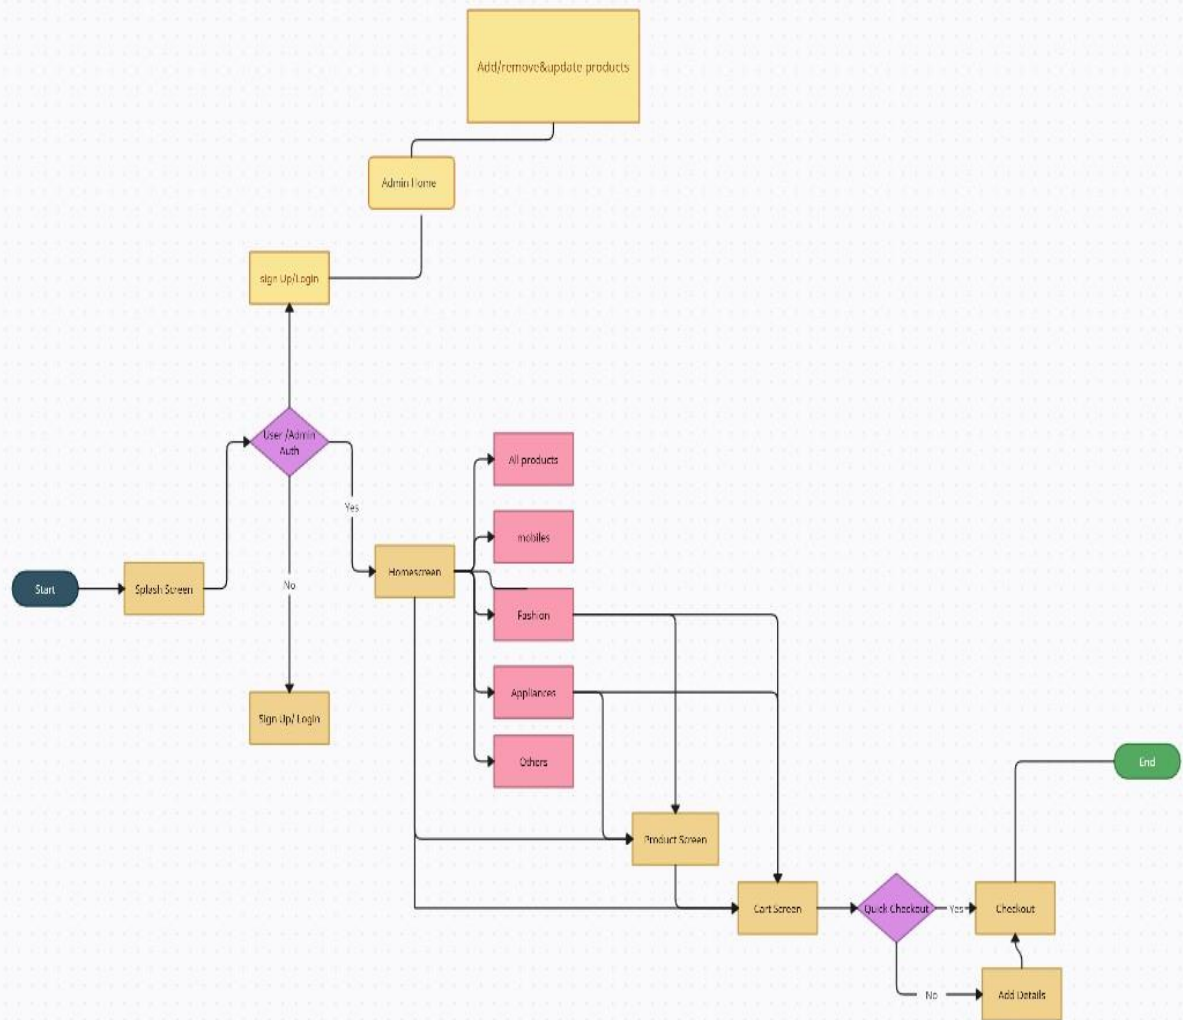 Add/remove&update products
Admin Home
sign Up/Login
User /Admin
Auth
Yes
All products
mobiles
Homescreen
Start
Splash Screen
No
Fashion
Appliances
Sign Up/ Login
Others
End
Product Screen
Cart Screen
Quick Checkout
Yes
Checkout
No
Add Details